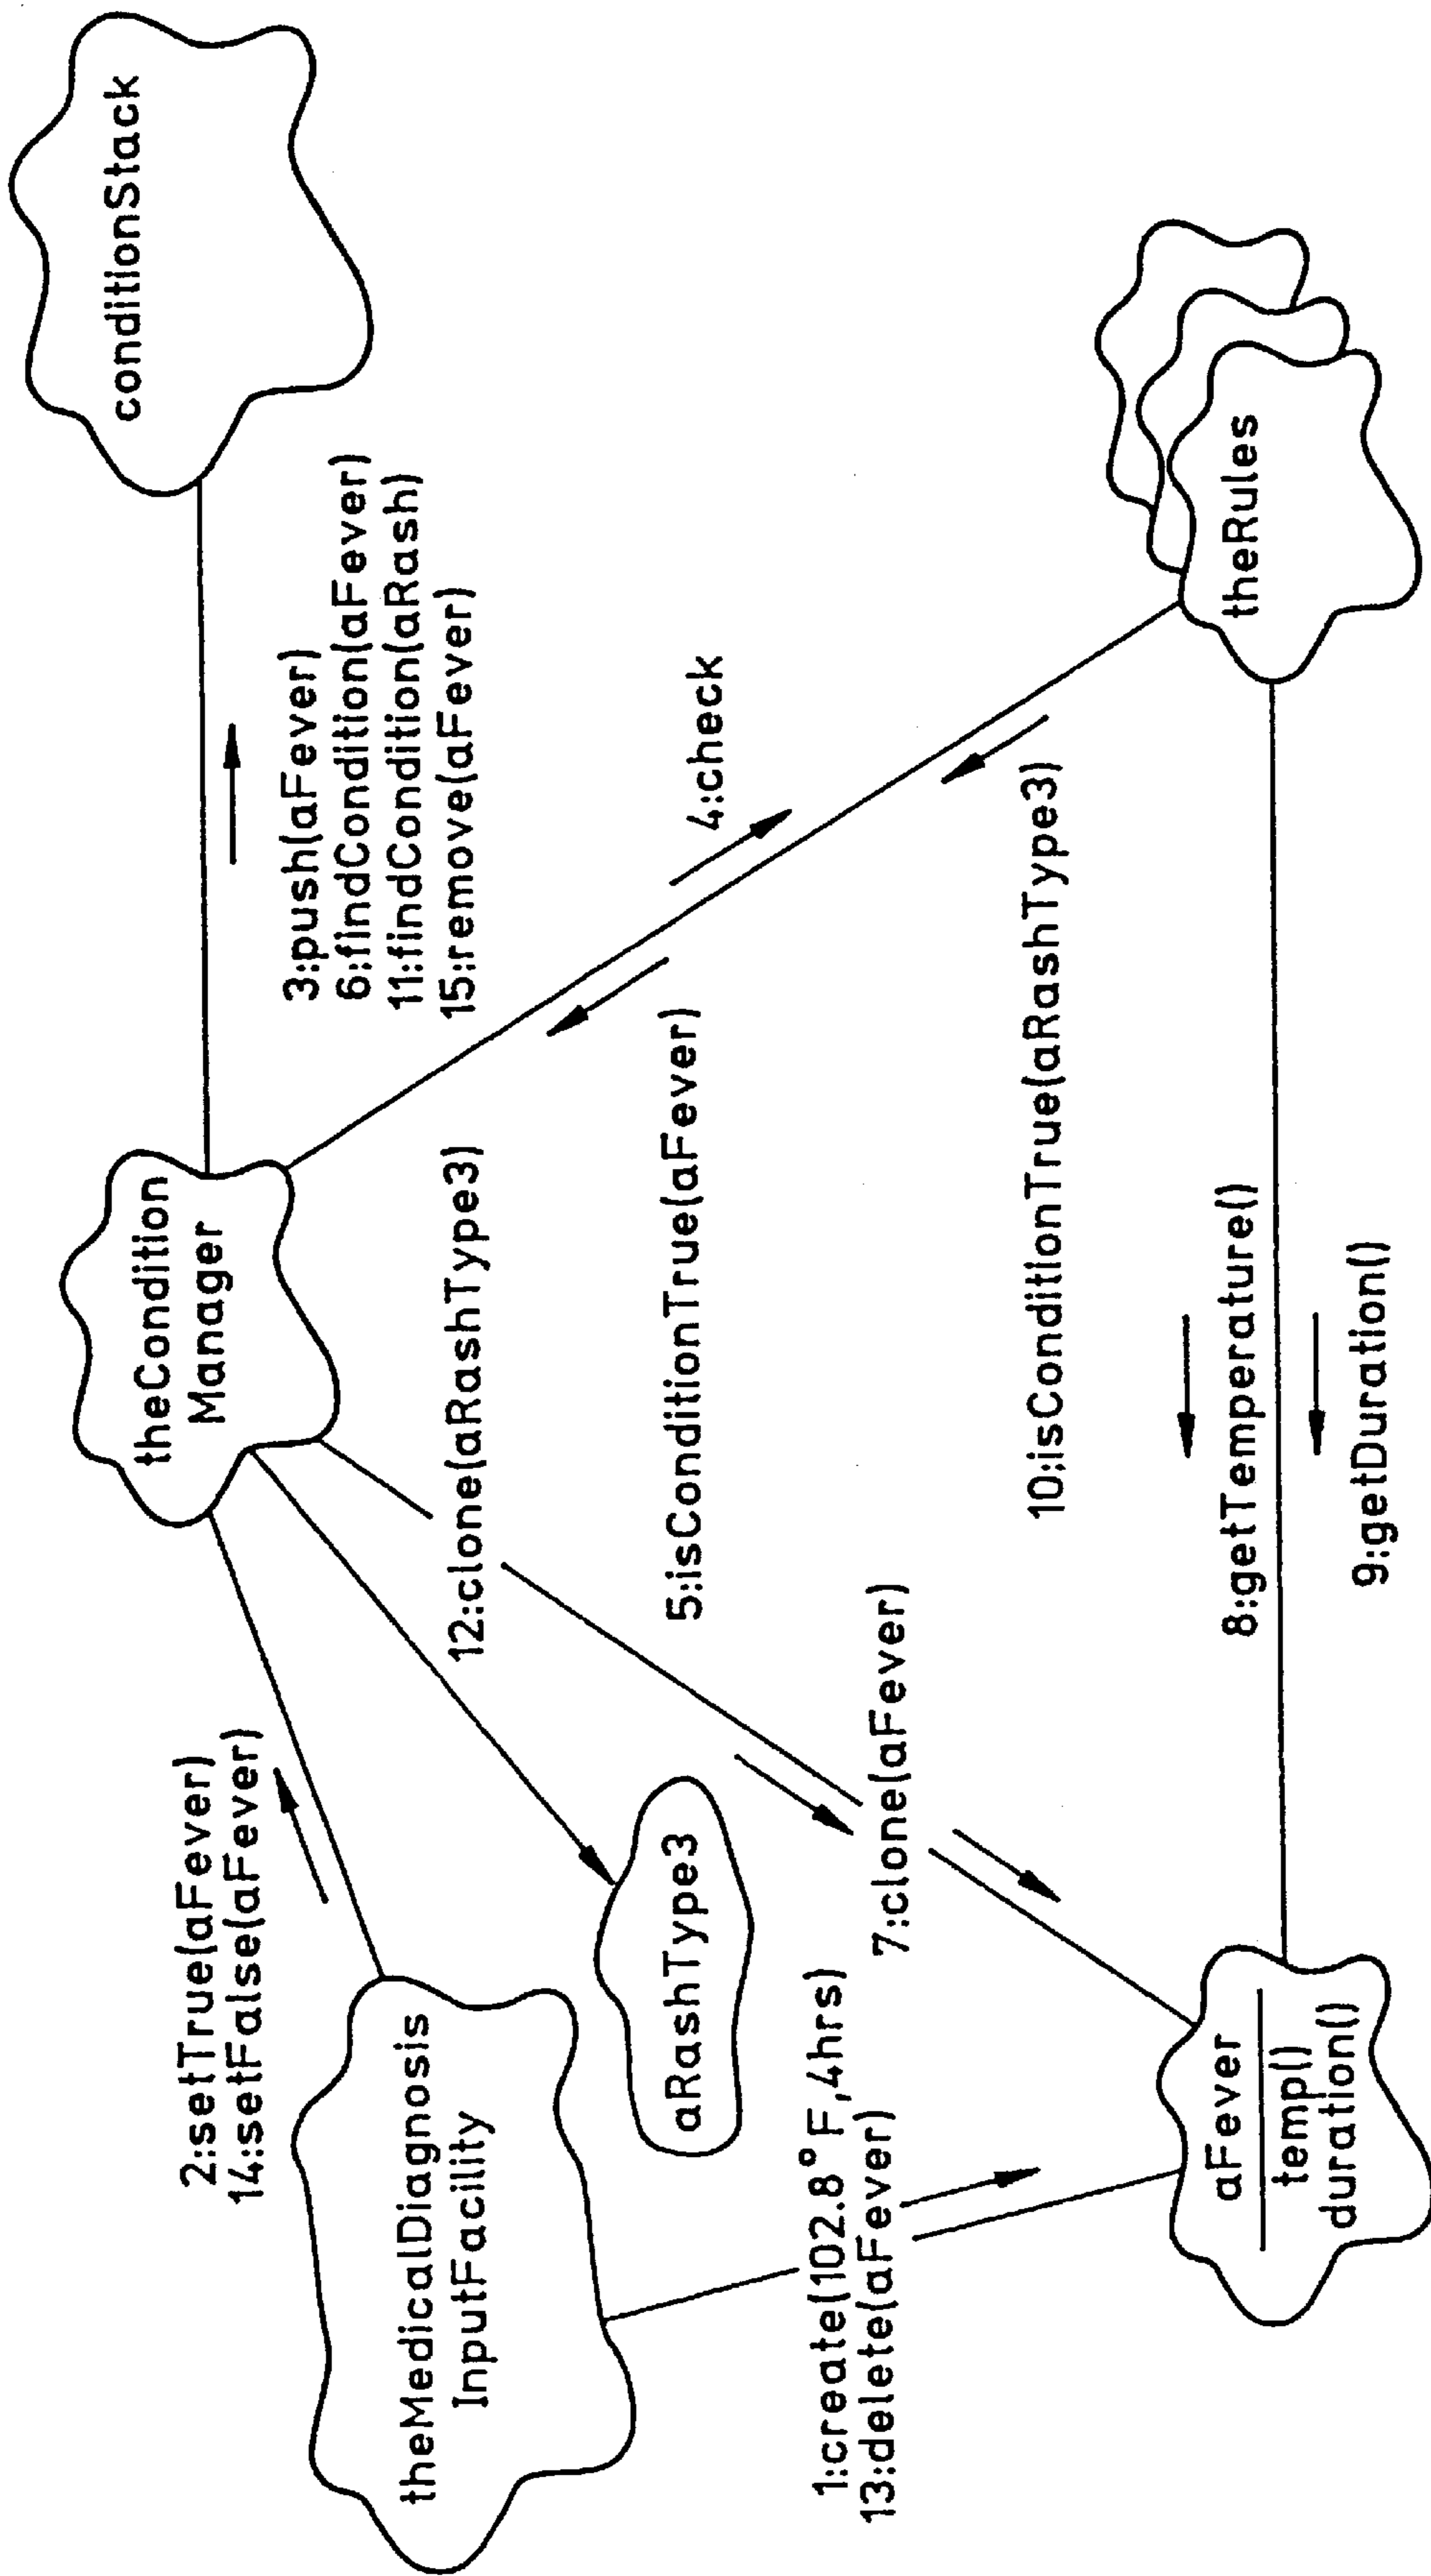 2:setTrue(aFever)
14:setFalse(aFever)
theMedicalDiagnosis
InputFacility
theCondition
Manager
conditionStack
3:push(aFever)
6:findCondition(aFever)
11:findCondition(aRash)
15:remove(aFever)
12:clone(aRashType3)
aRashType3
5:isConditionTrue(aFever)
4:check
1:create(102.8°F,4hrs)
13:delete(aFever)
7:clone(aFever)
10:isConditionTrue(aRashType3)
aFever
temp()
duration()
8:getTemperature()
9:getDuration()
theRules